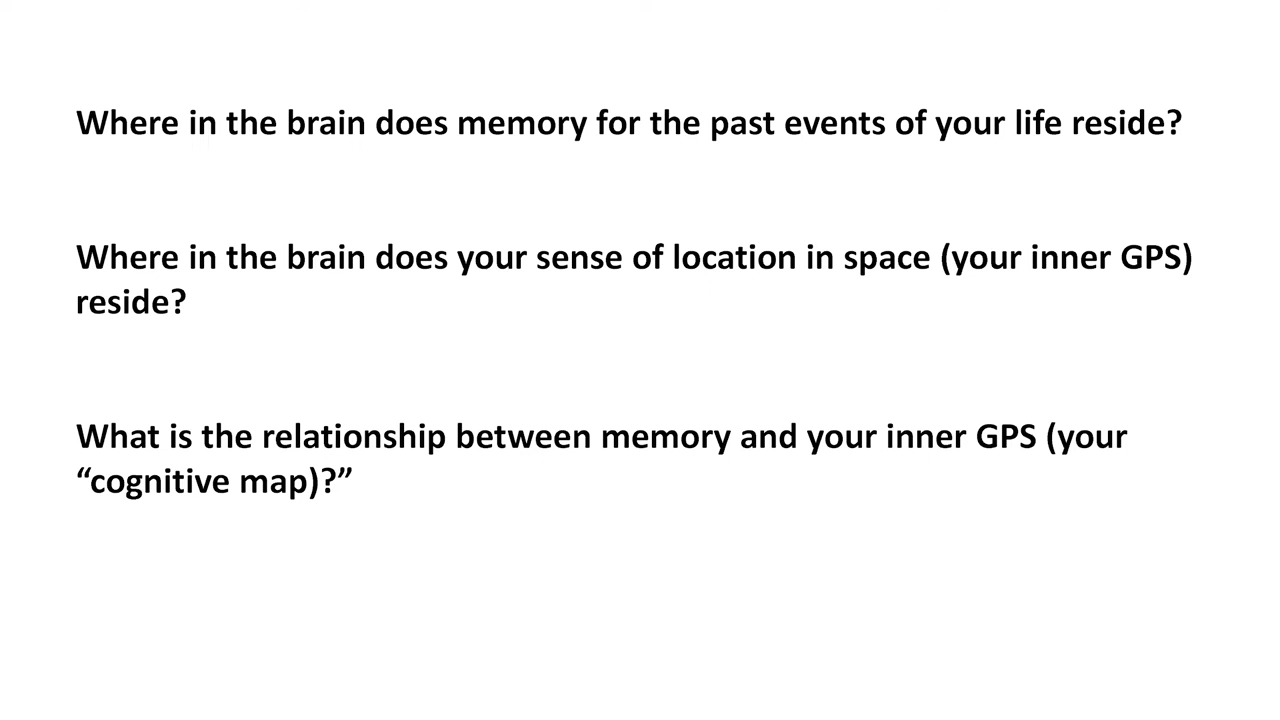 Where in the brain does memory for the past events of your life reside?
Where in the brain does your sense of location in space (your inner GPS)
reside?
What is the relationship between memory and your inner GPS (your
“cognitive map)?”